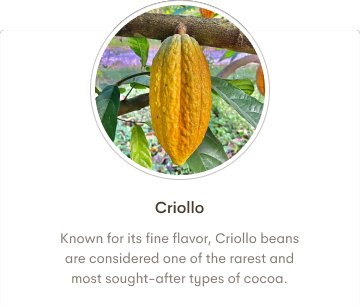 Criollo
Known for its fine flavor, Criollo beans
are considered one of the rarest and
most sought-after types of cocoa.